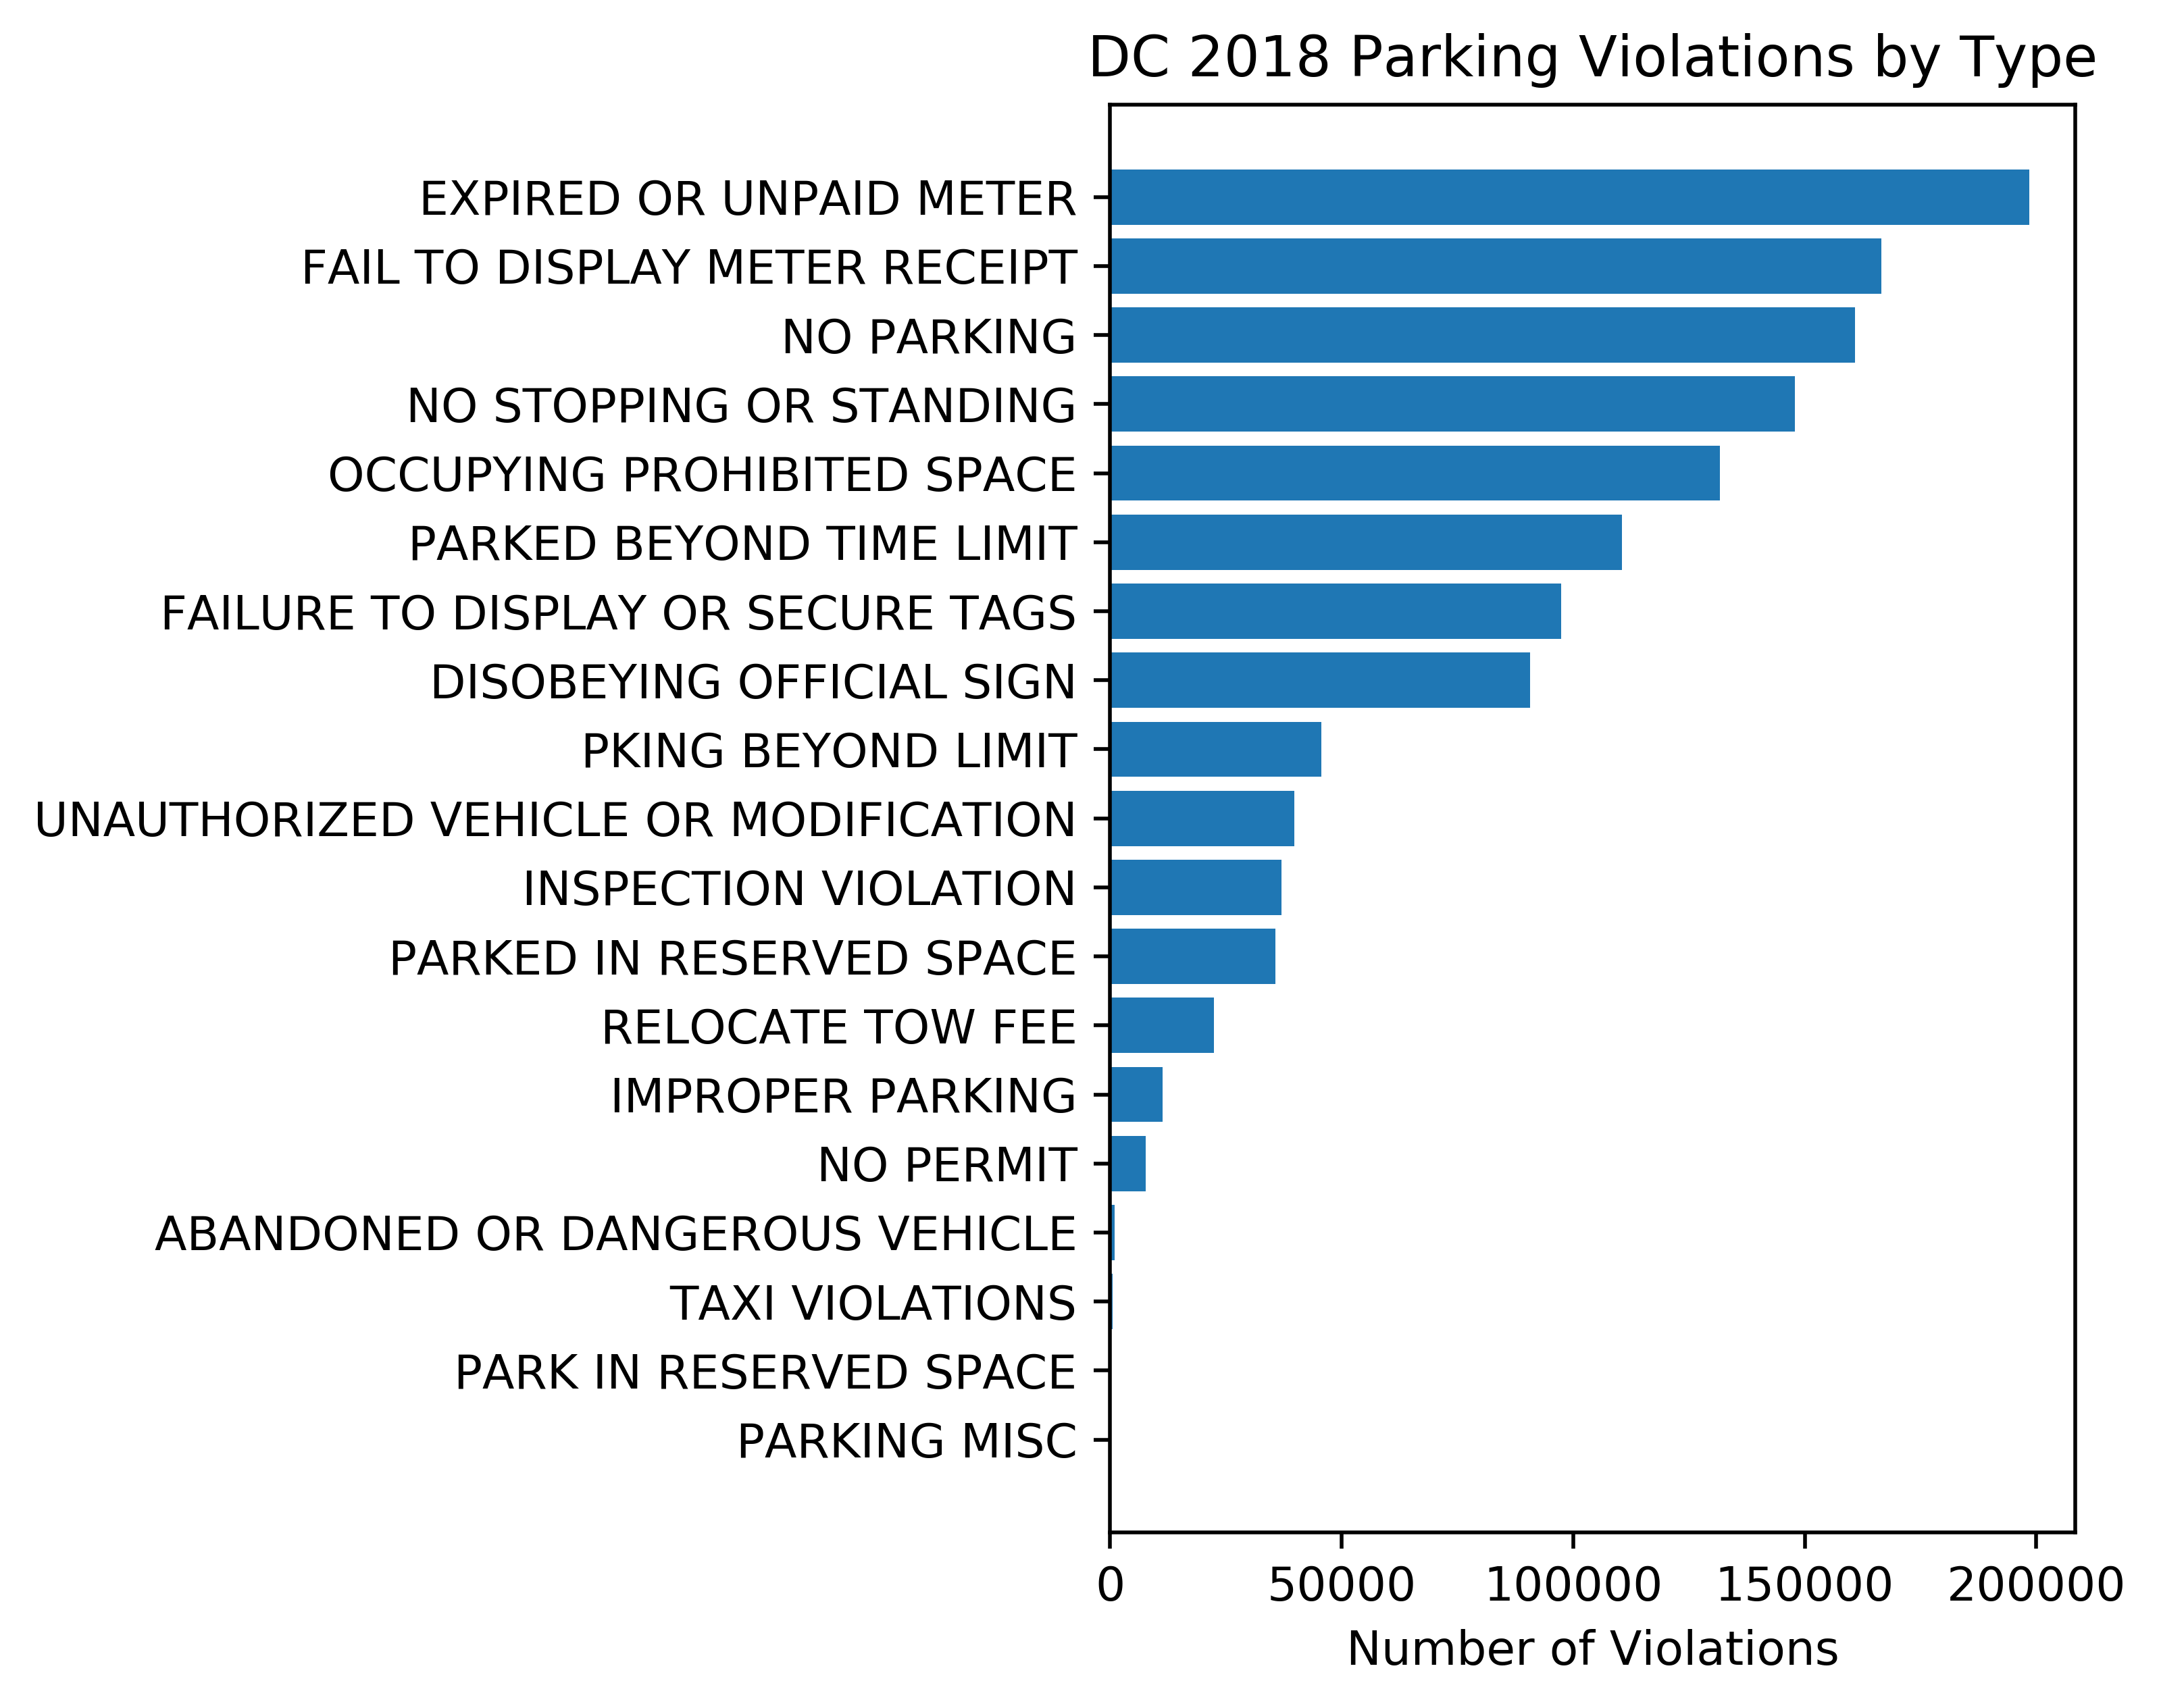 DC 2018 Parking Violations by Type
EXPIRED OR UNPAID METER
FAIL TO DISPLAY METER RECEIPT
NO PARKING
NO STOPPING OR STANDING
OCCUPYING PROHIBITED SPACE
PARKED BEYOND TIME LIMIT
FAILURE TO DISPLAY OR SECURE TAGS
DISOBEYING OFFICIAL SIGN
PKING BEYOND LIMIT
UNAUTHORIZED VEHICLE OR MODIFICATION
INSPECTION VIOLATION
PARKED IN RESERVED SPACE
RELOCATE TOW FEE
IMPROPER PARKING
NO PERMIT
ABANDONED OR DANGEROUS VEHICLE
TAXI VIOLATIONS
PARK IN RESERVED SPACE
PARKING MISC
0 50000 100000 150000 200000
Number of Violations